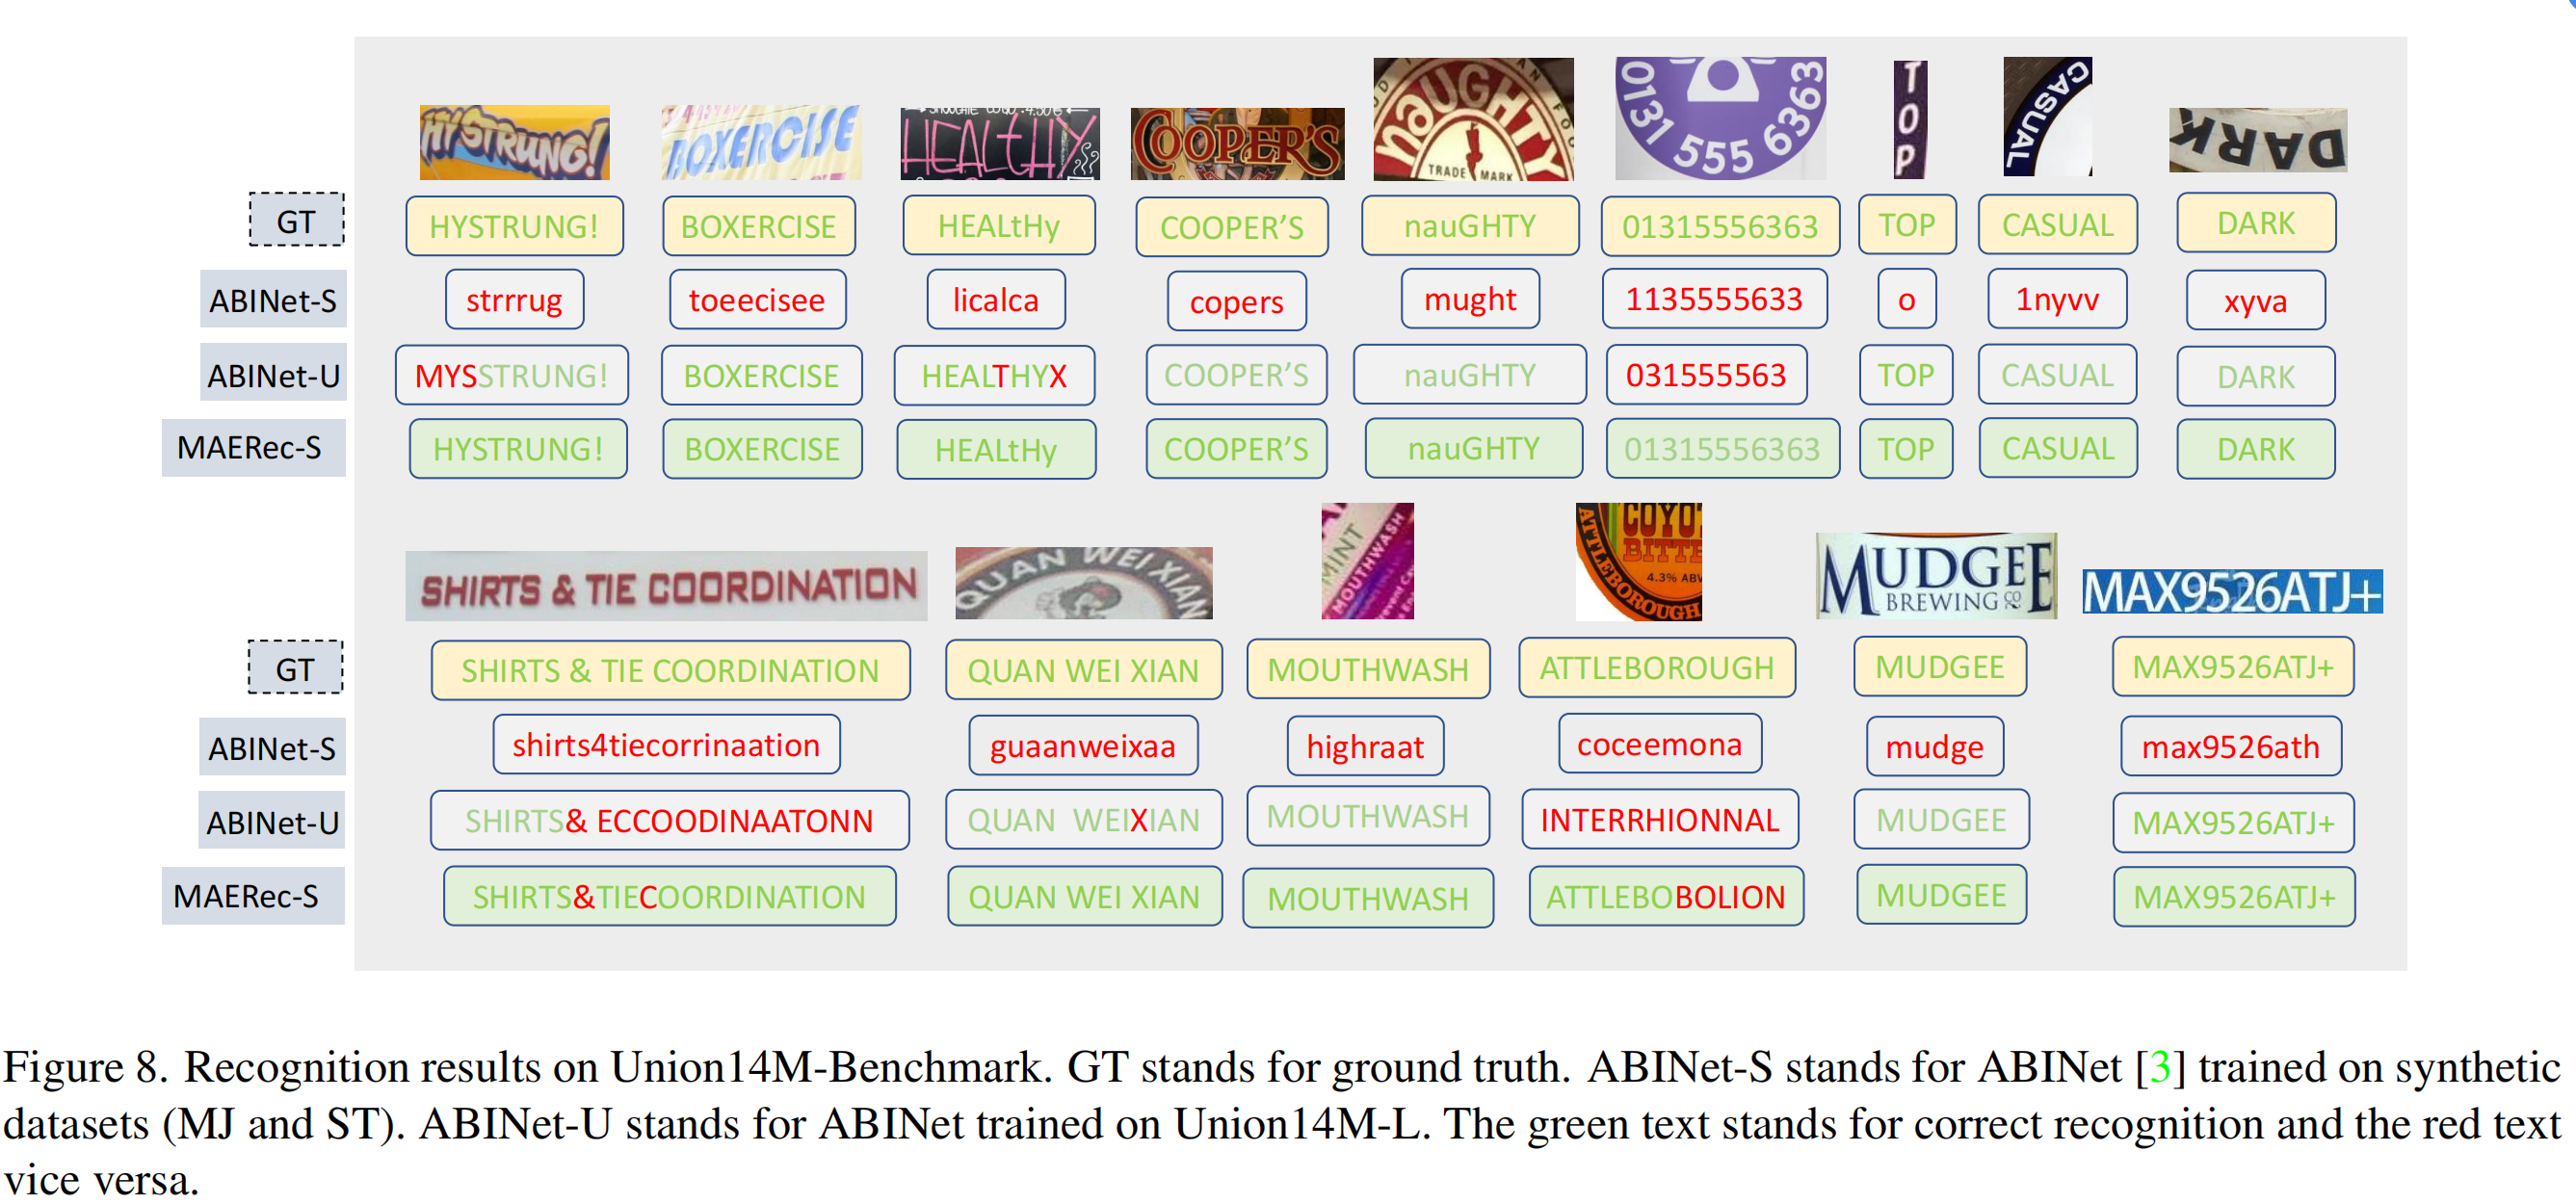 HYSTRUNG! BOXERCISE HEALtHY COOPER'S naUGHTY TRADE MARK 0131 555 6363 TOP CASUAL DARK
GT HYSTRUNG! BOXERCISE HEALtHy COOPER’S nauGHTY 01315556363 TOP CASUAL DARK
ABINet-S strrrug toeecisee licalca copers mught 1135555633 o 1nyvv xyva
ABINet-U MYSSTRUNG! BOXERCISE HEALTHYX COOPER’S nauGHTY 031555563 TOP CASUAL DARK
MAERec-S HYSTRUNG! BOXERCISE HEALtHy COOPER’S nauGHTY 01315556363 TOP CASUAL DARK
SHIRTS & TIE COORDINATION QUAN WEI XIAN MINT MOUTHWASH ATTLEBOROUGH COYO BITTE 4.3% ABV MUDGEE BREWING CO MAX9526ATJ+
GT SHIRTS & TIE COORDINATION QUAN WEI XIAN MOUTHWASH ATTLEBOROUGH MUDGEE MAX9526ATJ+
ABINet-S shirts4tiecorrinaation guaanweixaa highraat coceemona mudge max9526ath
ABINet-U SHIRTS& ECCOODINAATONN QUAN WEIXIAN MOUTHWASH INTERRHIONNAL MUDGEE MAX9526ATJ+
MAERec-S SHIRTS&TIECOORDINATION QUAN WEI XIAN MOUTHWASH ATTLEBOBOLION MUDGEE MAX9526ATJ+
Figure 8. Recognition results on Union14M-Benchmark. GT stands for ground truth. ABINet-S stands for ABINet [3] trained on synthetic
datasets (MJ and ST). ABINet-U stands for ABINet trained on Union14M-L. The green text stands for correct recognition and the red text
vice versa.